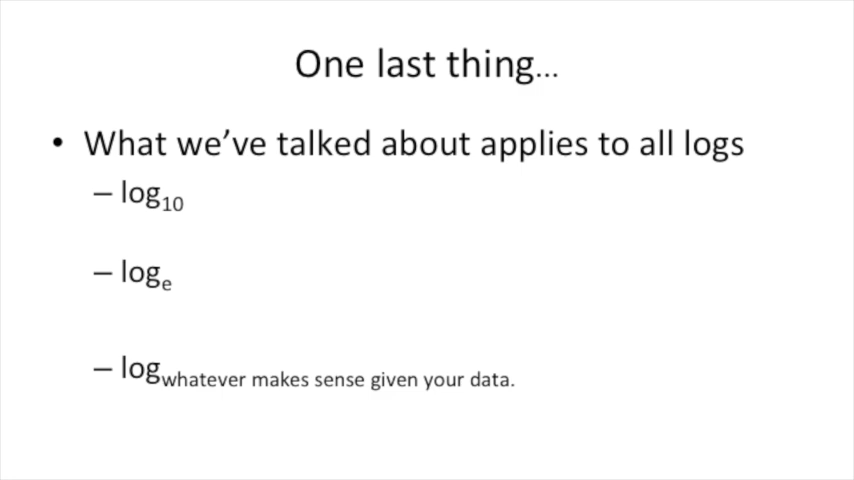 One last thing...
• What we’ve talked about applies to all logs
– log10
– loge
– logwhatever makes sense given your data.